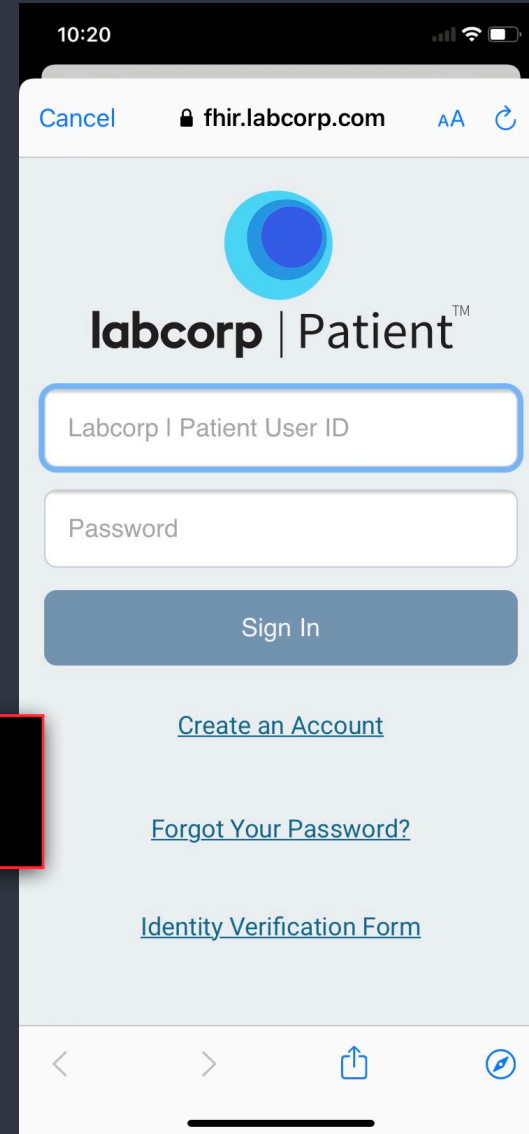 10:20
Cancel fhir.labcorp.com AA
labcorp | Patient™
Labcorp | Patient User ID
Password
Sign In
Create an Account
Forgot Your Password?
Identity Verification Form